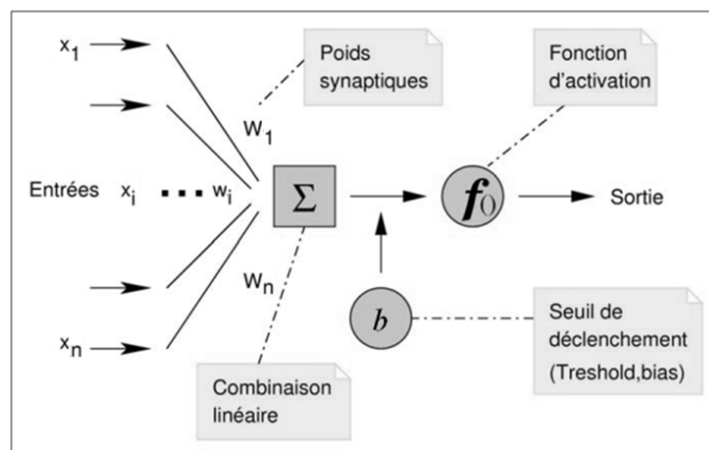 x1
Poids
synaptiques
Fonction
d'activation
W1
Entrées xi ... wi
Σ
f()
Sortie
Wn
b
Seuil de
déclenchement
(Treshold,bias)
xn
Combinaison
linéaire